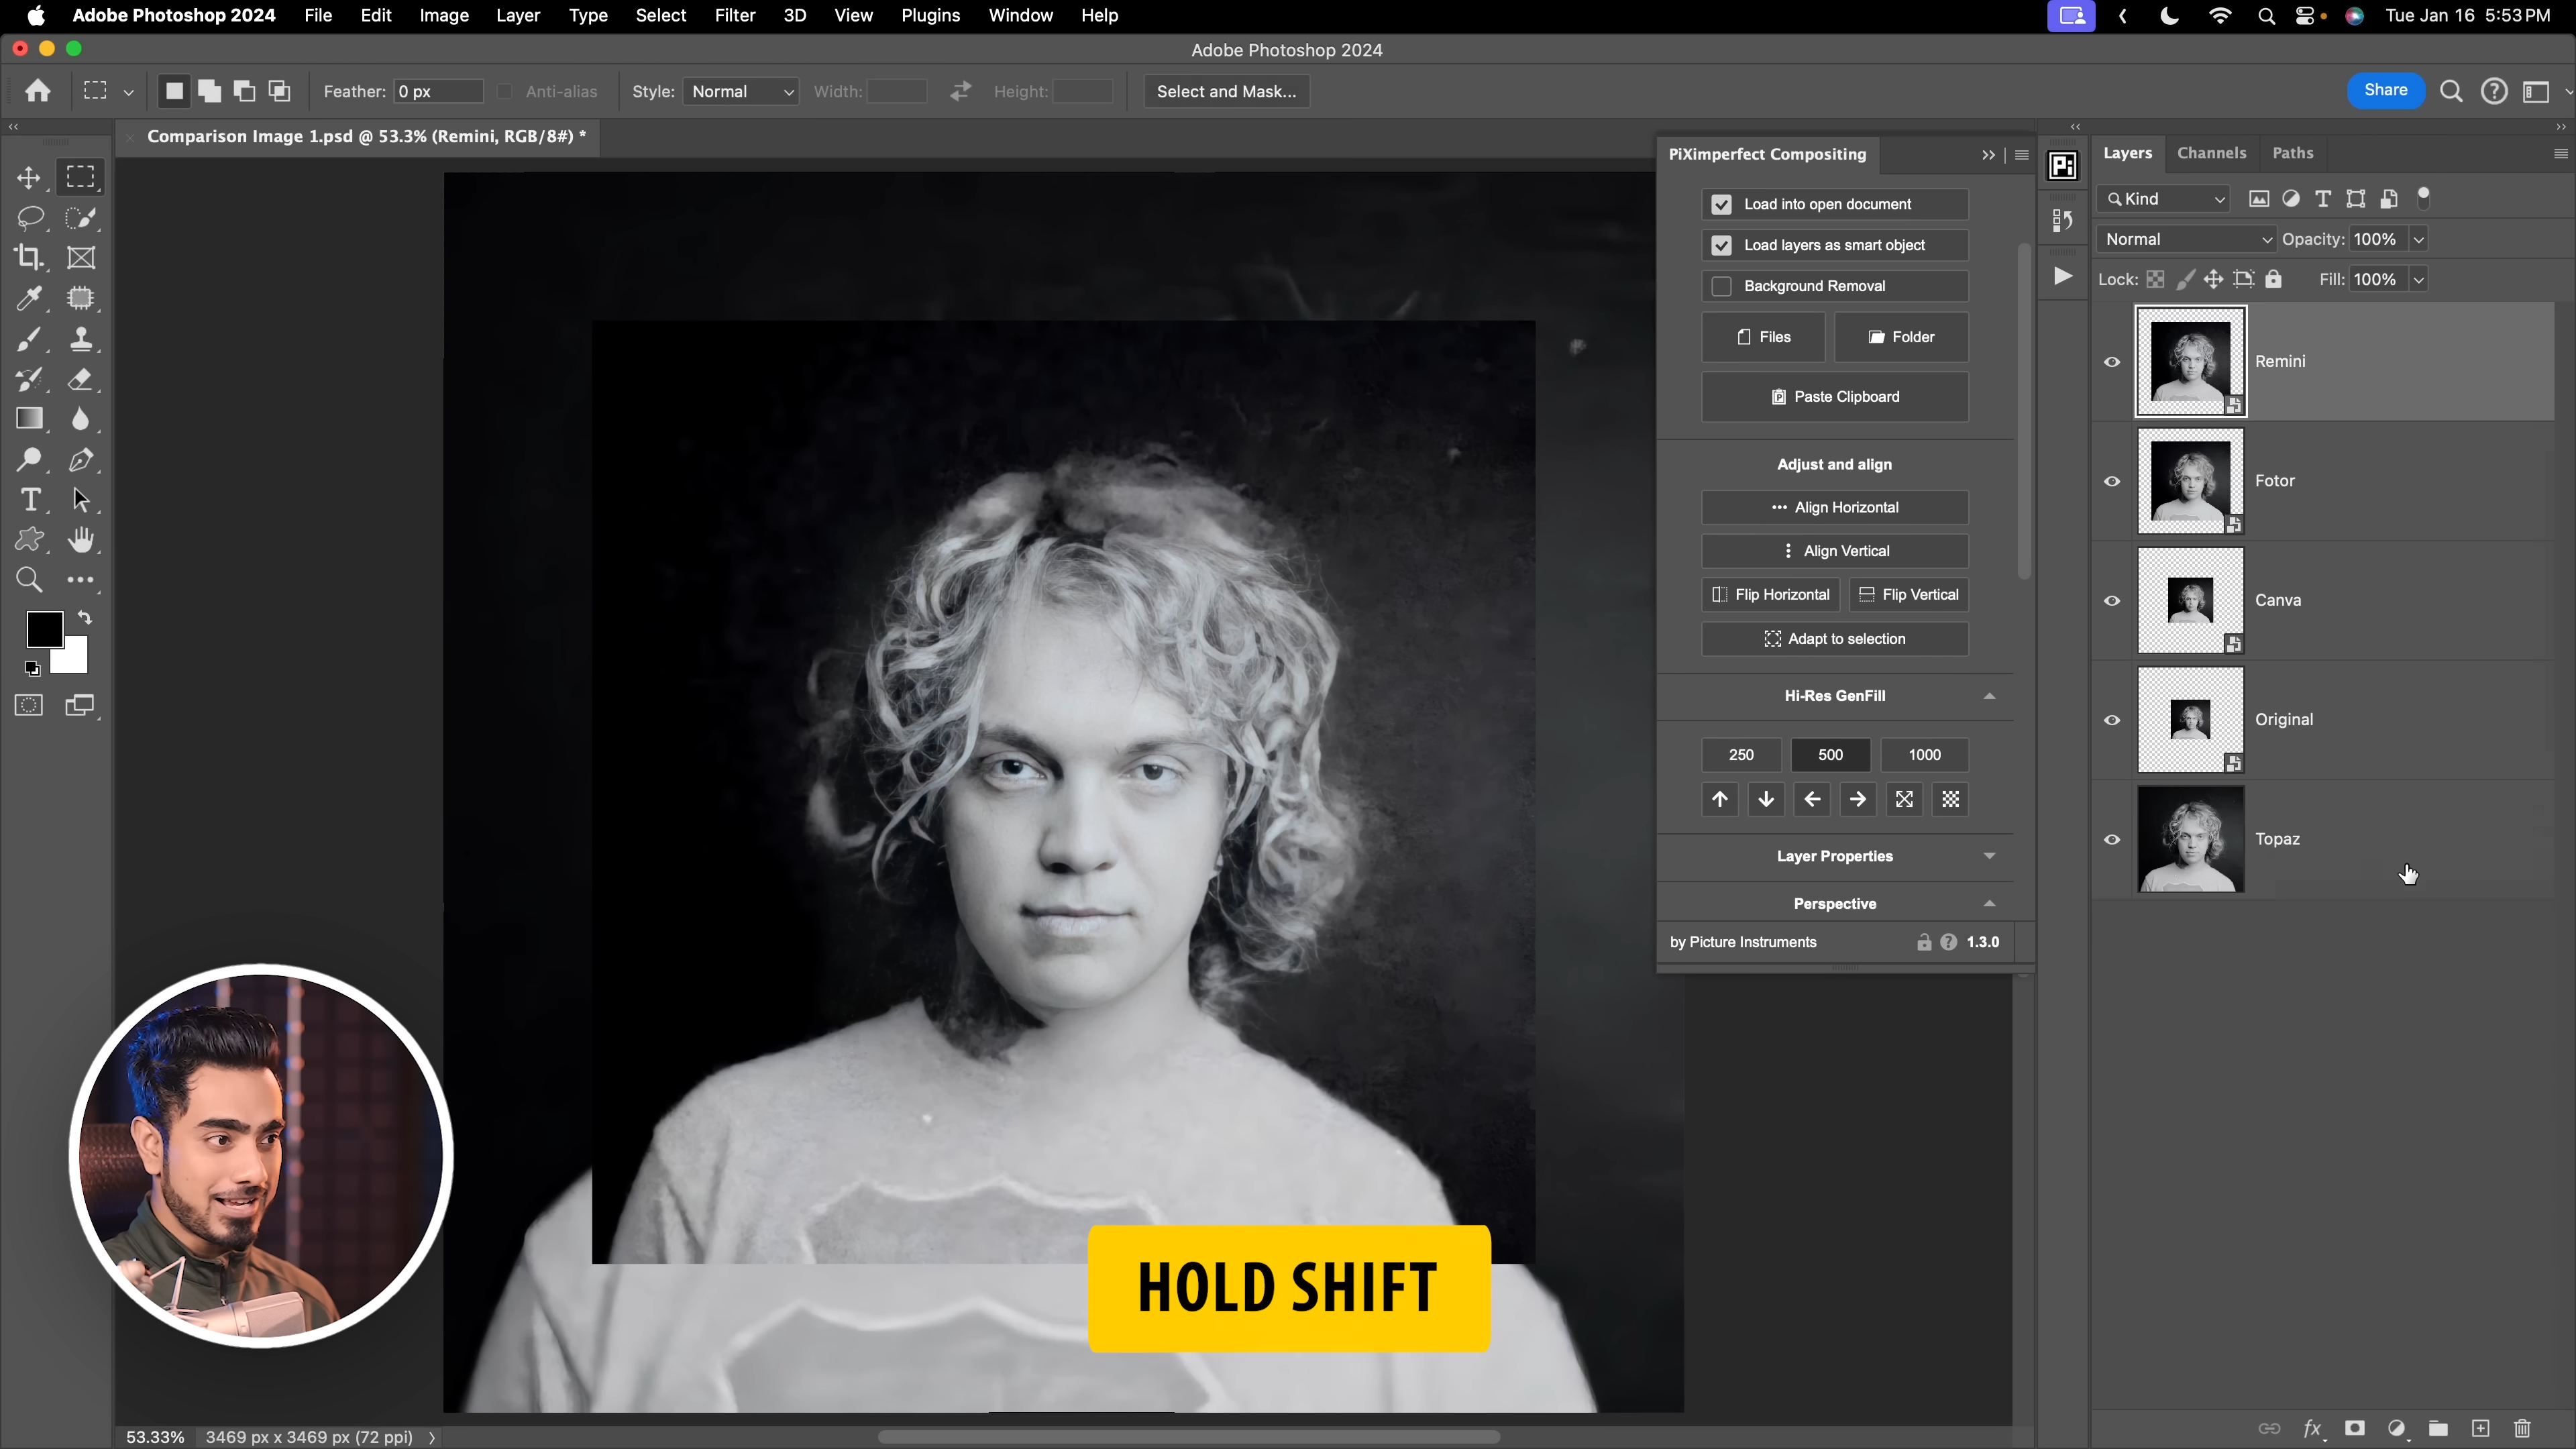 Adobe Photoshop 2024 File Edit Image Layer Type Select Filter 3D View Plugins Window Help Tue Jan 16 5:53 PM
Adobe Photoshop 2024
Feather: 0 px Anti-alias Style: Normal Width: Height: Select and Mask... Share
Comparison Image 1.psd @ 53.3% (Remini, RGB/8#) *
PiXimperfect Compositing
Load into open document
Load layers as smart object
Background Removal
Files Folder
Paste Clipboard
Adjust and align
Align Horizontal
Align Vertical
Flip Horizontal Flip Vertical
Adapt to selection
Hi-Res GenFill
250 500 1000
Layer Properties
Perspective
by Picture Instruments 1.3.0
Pi
Layers Channels Paths
Kind
Normal Opacity: 100%
Lock: Fill: 100%
Remini
Fotor
Canva
Original
Topaz
HOLD SHIFT
53.33% 3469 px x 3469 px (72 ppi)
fx